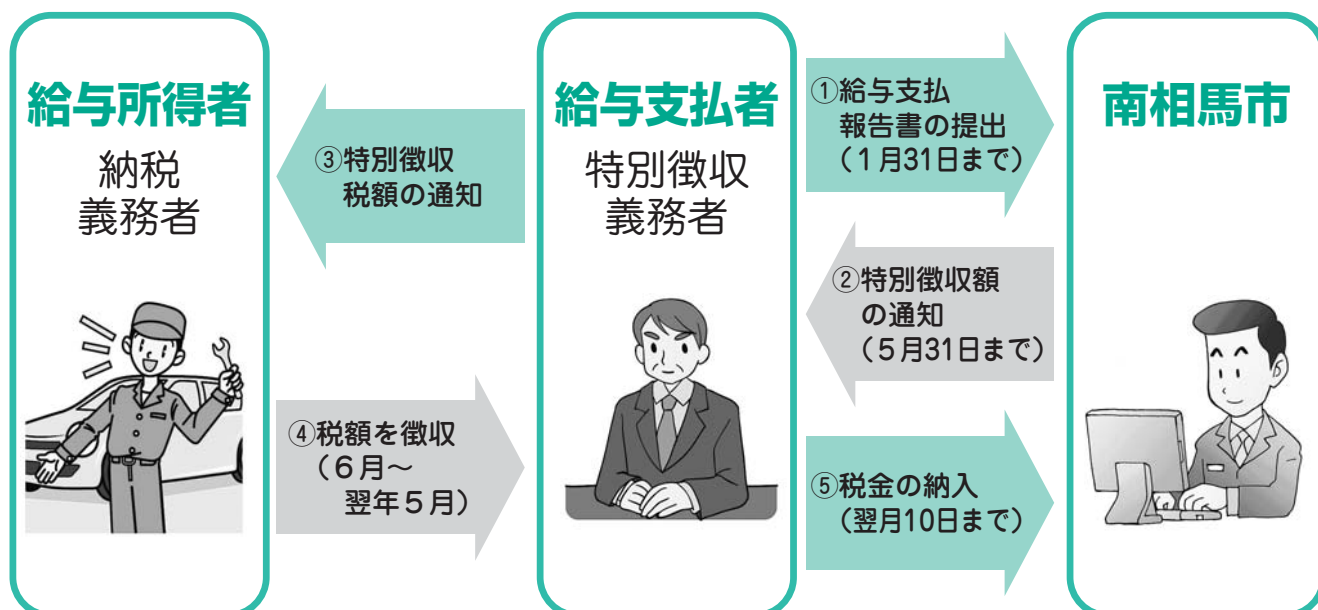 給与所得者
納税
義務者
③特別徴収
税額の通知
④税額を徴収
（６月～
翌年５月）
給与支払者
特別徴収
義務者
①給与支払
報告書の提出
（１月31日まで）
②特別徴収額
の通知
（５月31日まで）
⑤税金の納入
（翌月10日まで）
南相馬市